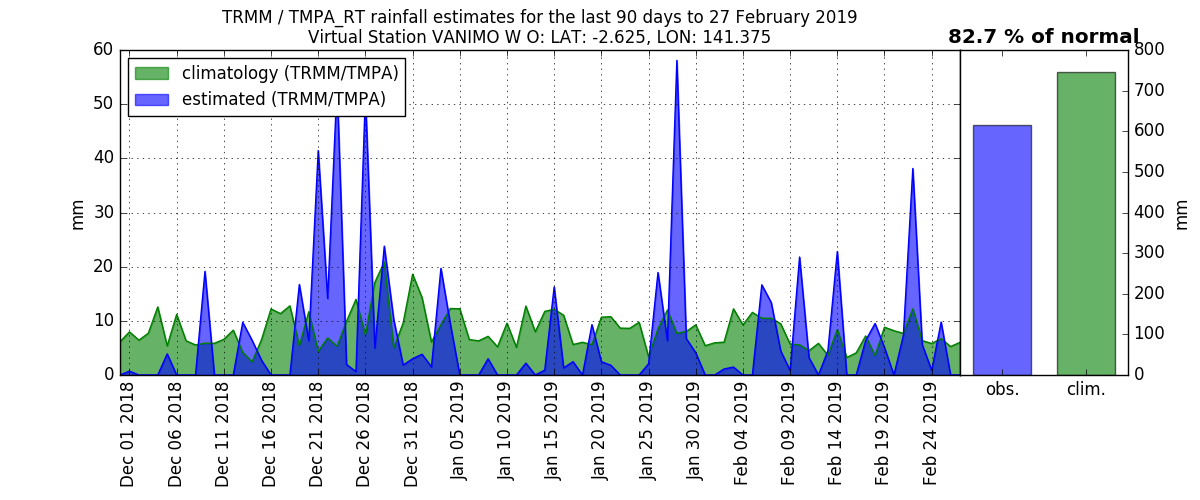 TRMM / TMPA_RT rainfall estimates for the last 90 days to 27 February 2019
Virtual Station VANIMO W O: LAT: -2.625, LON: 141.375
82.7 % of normal
climatology (TRMM/TMPA)
estimated (TRMM/TMPA)
60
50
40
30
20
10
0
mm
Dec 01 2018
Dec 06 2018
Dec 11 2018
Dec 16 2018
Dec 21 2018
Dec 26 2018
Dec 31 2018
Jan 05 2019
Jan 10 2019
Jan 15 2019
Jan 20 2019
Jan 25 2019
Jan 30 2019
Feb 04 2019
Feb 09 2019
Feb 14 2019
Feb 19 2019
Feb 24 2019
obs.
clim.
800
700
600
500
400
300
200
100
0
mm